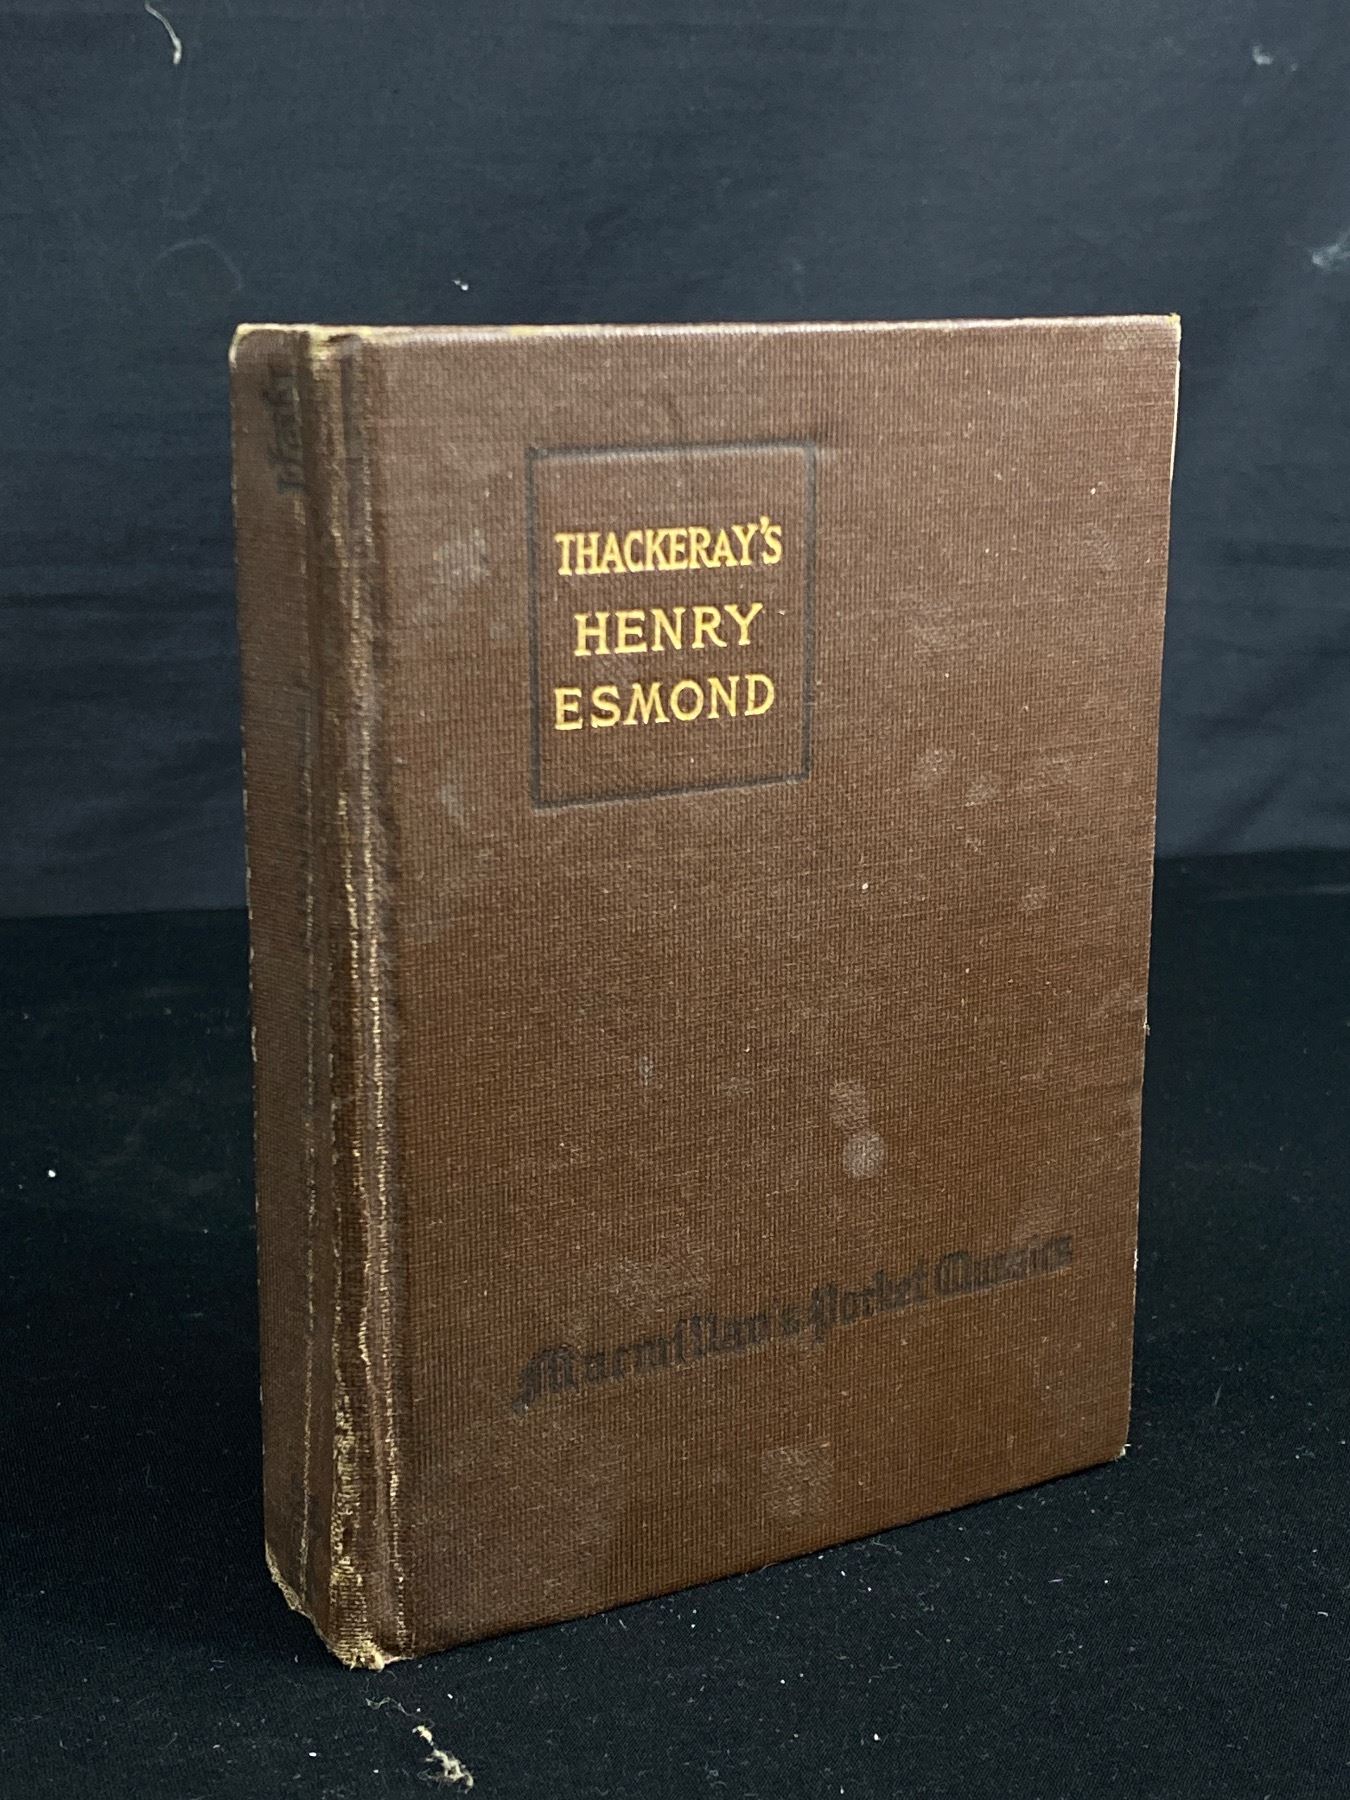 THACKERAY'S
HENRY
ESMOND
Macmillan's Pocket Classics